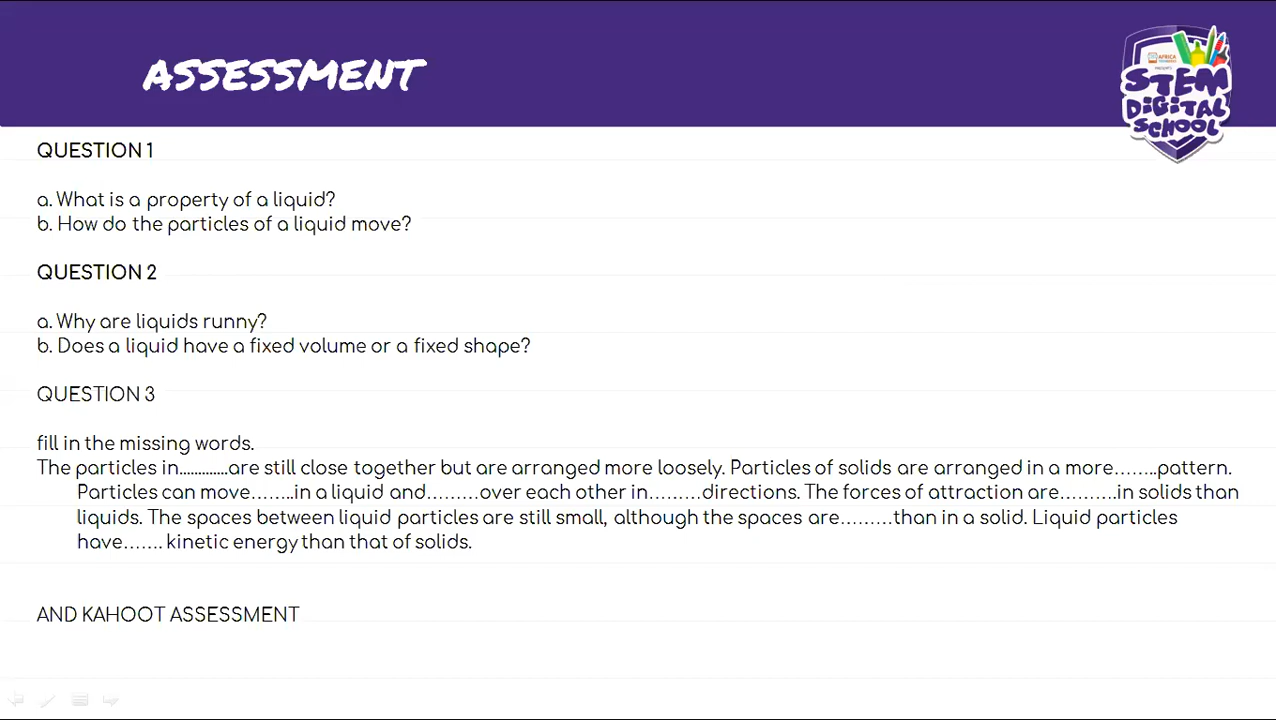 ASSESSMENT
AFRICA
STEM
DIGITAL
SCHOOL
QUESTION 1
a. What is a property of a liquid?
b. How do the particles of a liquid move?
QUESTION 2
a. Why are liquids runny?
b. Does a liquid have a fixed volume or a fixed shape?
QUESTION 3
fill in the missing words.
The particles in............are still close together but are arranged more loosely. Particles of solids are arranged in a more……..pattern.
Particles can move……..in a liquid and………over each other in………directions. The forces of attraction are……….in solids than
liquids. The spaces between liquid particles are still small, although the spaces are………than in a solid. Liquid particles
have……. kinetic energy than that of solids.
AND KAHOOT ASSESSMENT